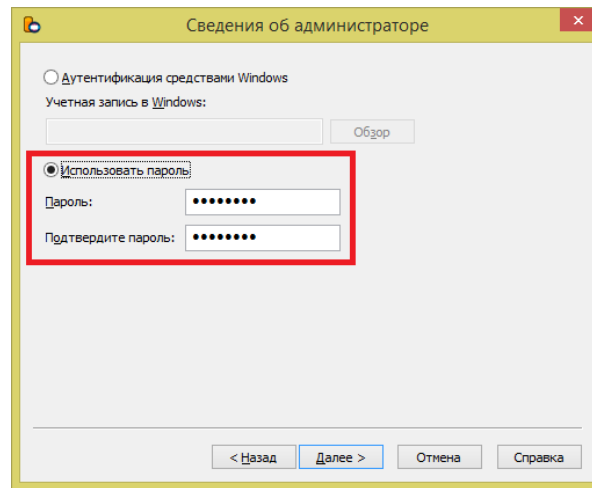 Сведения об администраторе
Аутентификация средствами Windows
Учетная запись в Windows:
Обзор
Использовать пароль
Пароль: ••••••••
Подтвердите пароль: ••••••••
< Назад Далее > Отмена Справка